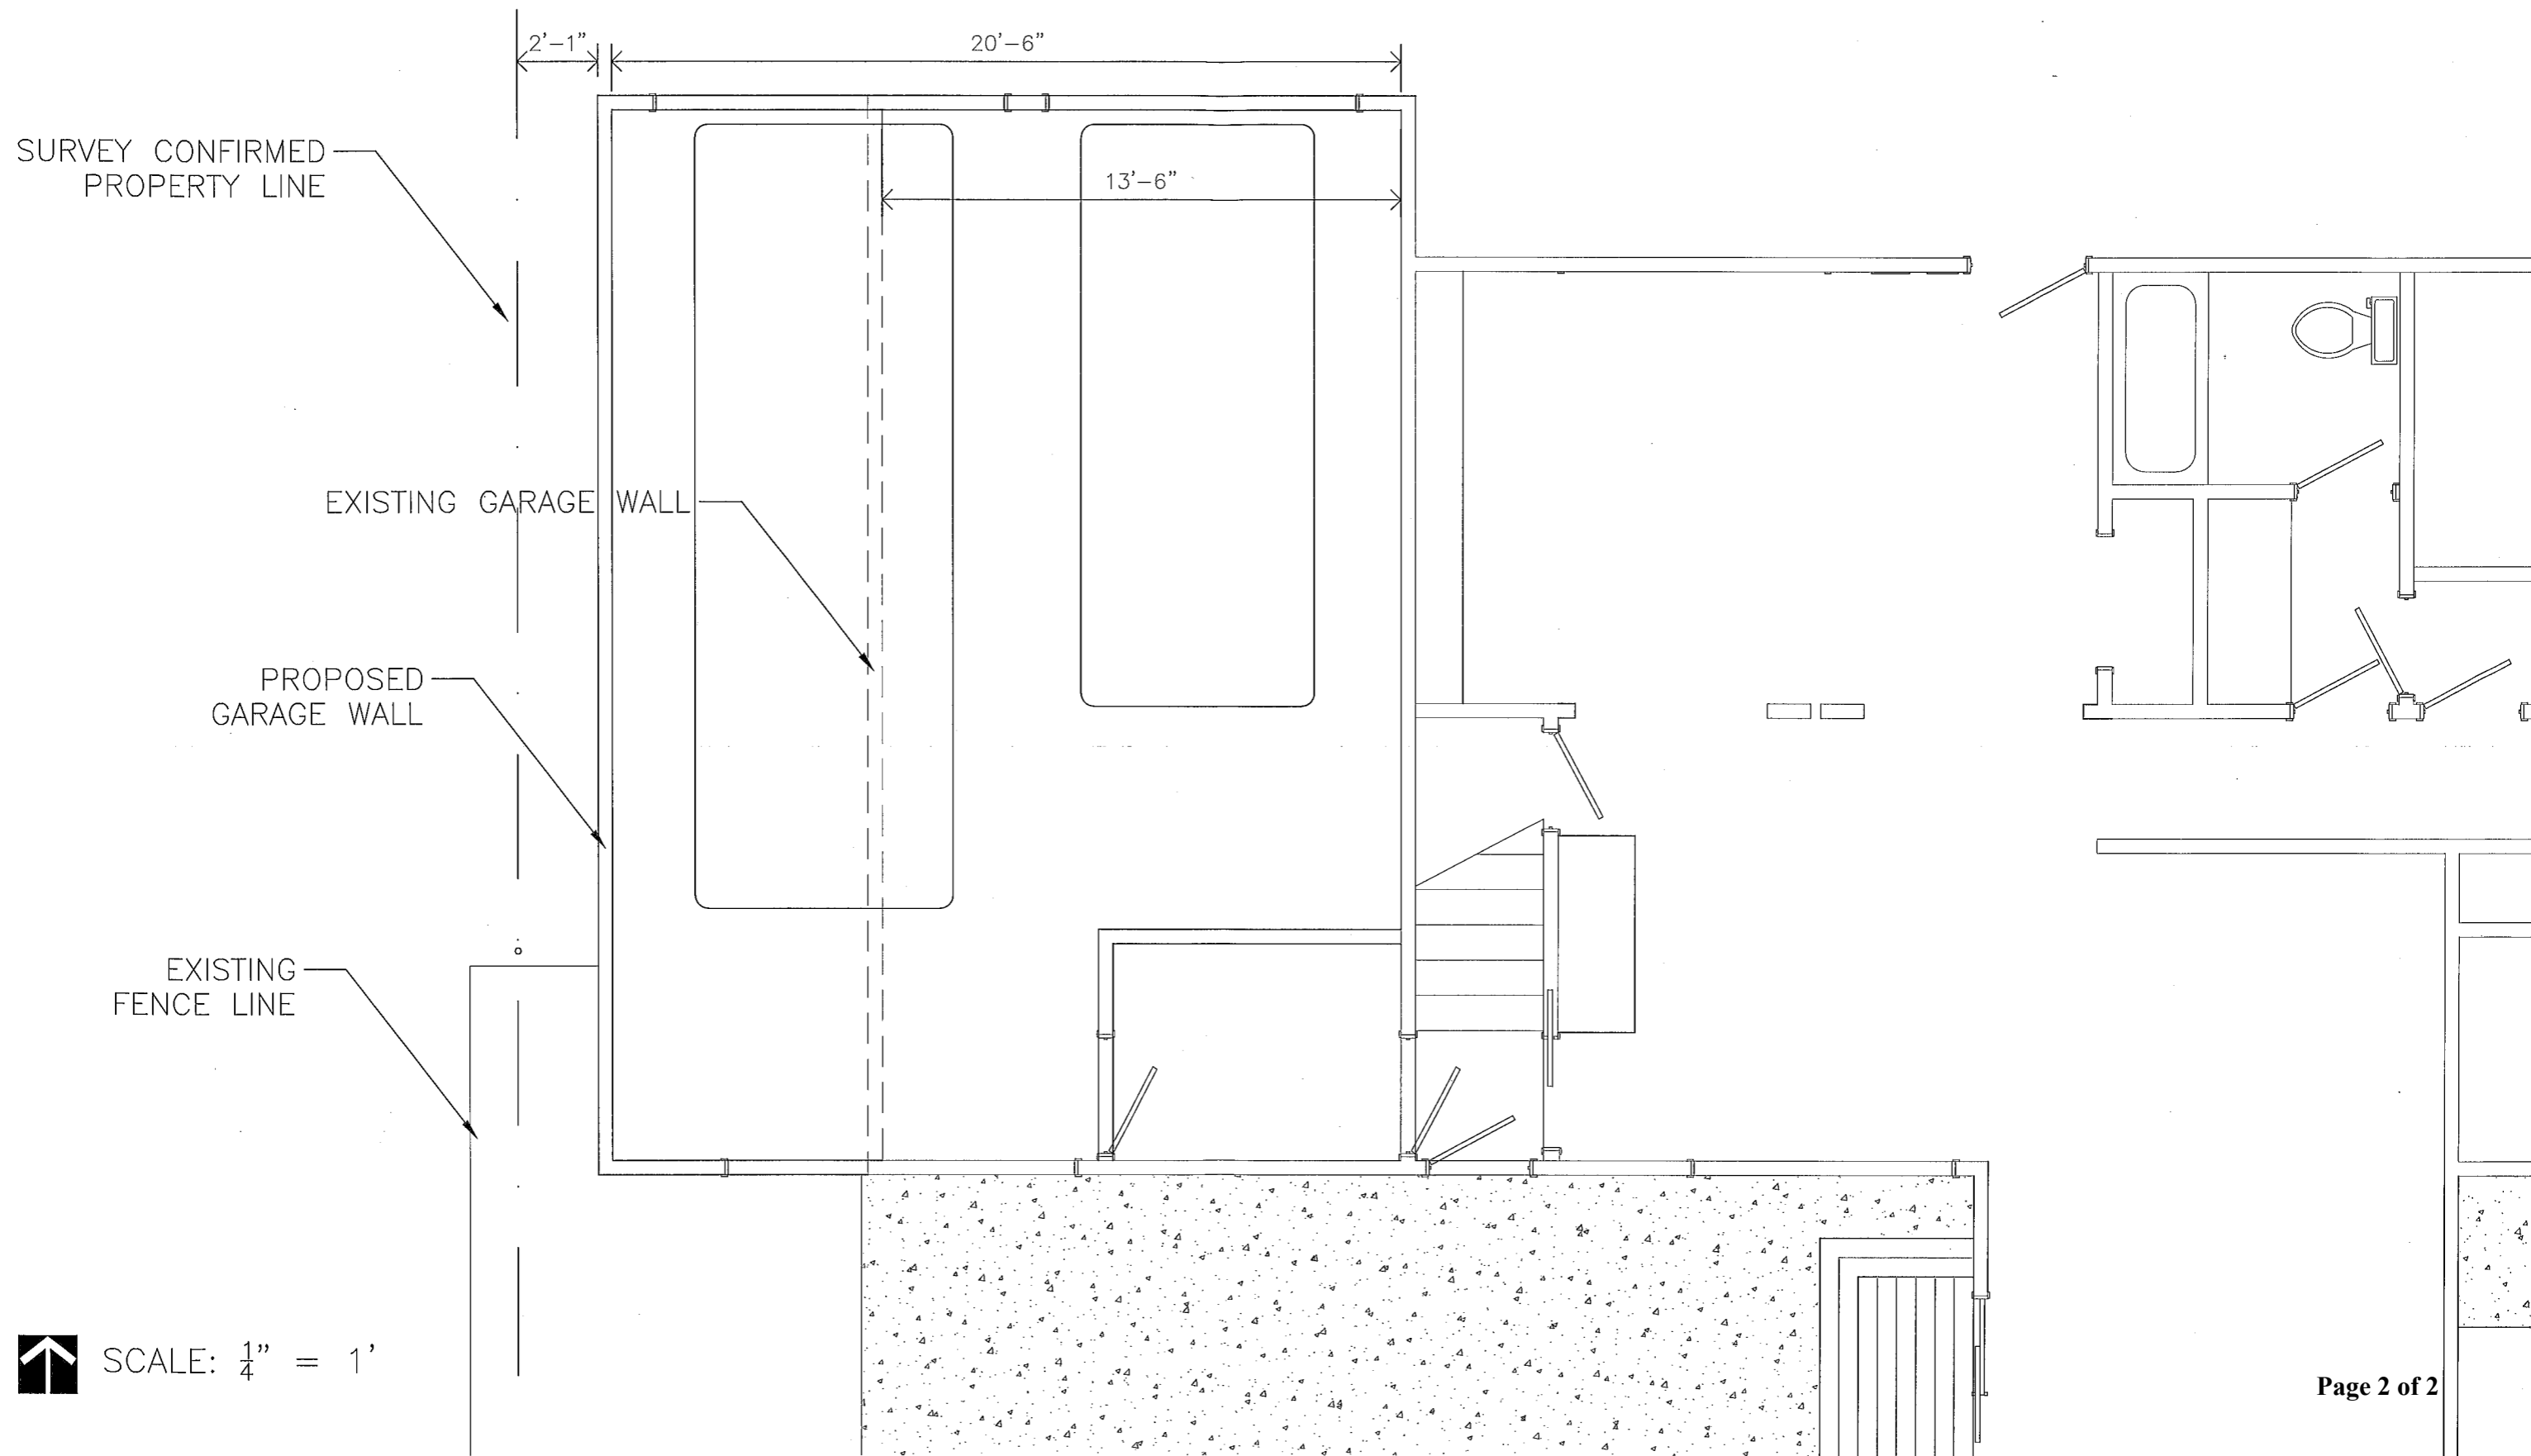 2'-1"
20'-6"
SURVEY CONFIRMED
PROPERTY LINE
13'-6"
EXISTING GARAGE WALL
PROPOSED
GARAGE WALL
EXISTING
FENCE LINE
SCALE: 1/4" = 1'
Page 2 of 2